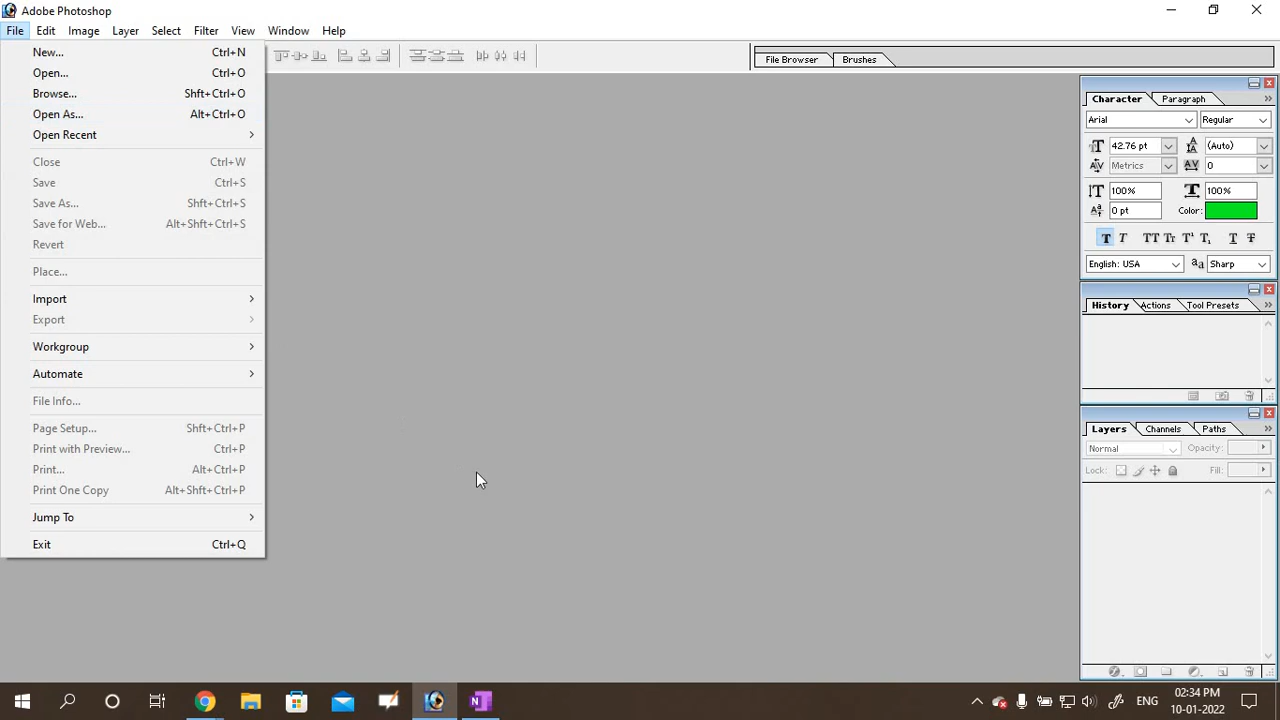 Adobe Photoshop
File Edit Image Layer Select Filter View Window Help
New... Ctrl+N
Open... Ctrl+O
Browse... Shft+Ctrl+O
Open As... Alt+Ctrl+O
Open Recent
Close Ctrl+W
Save Ctrl+S
Save As... Shft+Ctrl+S
Save for Web... Alt+Shft+Ctrl+S
Revert
Place...
Import
Export
Workgroup
Automate
File Info...
Page Setup... Shft+Ctrl+P
Print with Preview... Ctrl+P
Print... Alt+Ctrl+P
Print One Copy Alt+Shft+Ctrl+P
Jump To
Exit Ctrl+Q
File Browser Brushes
Character Paragraph
Arial Regular
42.76 pt (Auto)
Metrics 0
100% 100%
0 pt Color:
T T TT Tr T¹ T₁ T T
English: USA aa Sharp
History Actions Tool Presets
Layers Channels Paths
Normal Opacity:
Lock: Fill:
ENG
02:34 PM
10-01-2022